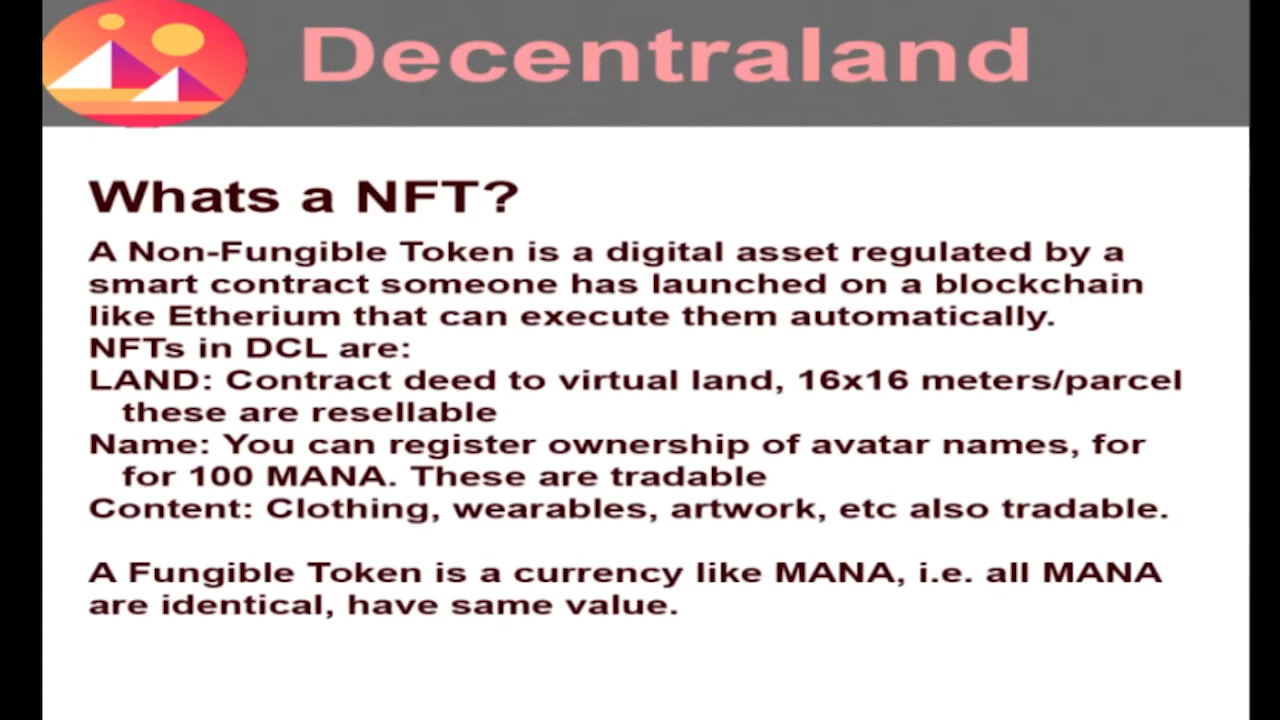 Decentraland
Whats a NFT?
A Non-Fungible Token is a digital asset regulated by a
smart contract someone has launched on a blockchain
like Etherium that can execute them automatically.
NFTs in DCL are:
LAND: Contract deed to virtual land, 16x16 meters/parcel
these are resellable
Name: You can register ownership of avatar names, for
for 100 MANA. These are tradable
Content: Clothing, wearables, artwork, etc also tradable.
A Fungible Token is a currency like MANA, i.e. all MANA
are identical, have same value.